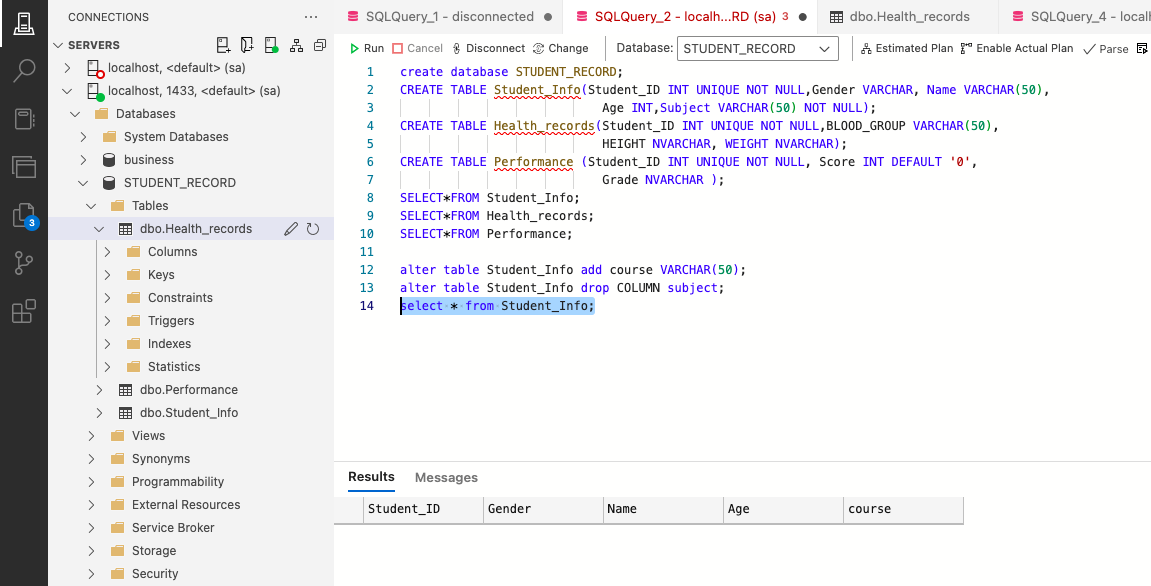 CONNECTIONS ···
SQLQuery_1 - disconnected
SQLQuery_2 - localh...RD (sa) 3
dbo.Health_records
SQLQuery_4 - local
SERVERS
Run Cancel Disconnect Change Database: STUDENT_RECORD Estimated Plan Enable Actual Plan Parse
localhost, <default> (sa)
localhost, 1433, <default> (sa)
Databases
System Databases
business
STUDENT_RECORD
Tables
dbo.Health_records
Columns
Keys
Constraints
Triggers
Indexes
Statistics
dbo.Performance
dbo.Student_Info
Views
Synonyms
Programmability
External Resources
Service Broker
Storage
Security
3
1 create database STUDENT_RECORD;
2 CREATE TABLE Student_Info(Student_ID INT UNIQUE NOT NULL,Gender VARCHAR, Name VARCHAR(50),
3 Age INT,Subject VARCHAR(50) NOT NULL);
4 CREATE TABLE Health_records(Student_ID INT UNIQUE NOT NULL,BLOOD_GROUP VARCHAR(50),
5 HEIGHT NVARCHAR, WEIGHT NVARCHAR);
6 CREATE TABLE Performance (Student_ID INT UNIQUE NOT NULL, Score INT DEFAULT '0',
7 Grade NVARCHAR );
8 SELECT*FROM Student_Info;
9 SELECT*FROM Health_records;
10 SELECT*FROM Performance;
11
12 alter table Student_Info add course VARCHAR(50);
13 alter table Student_Info drop COLUMN subject;
14 select * from Student_Info;
Results Messages
Student_ID Gender Name Age course